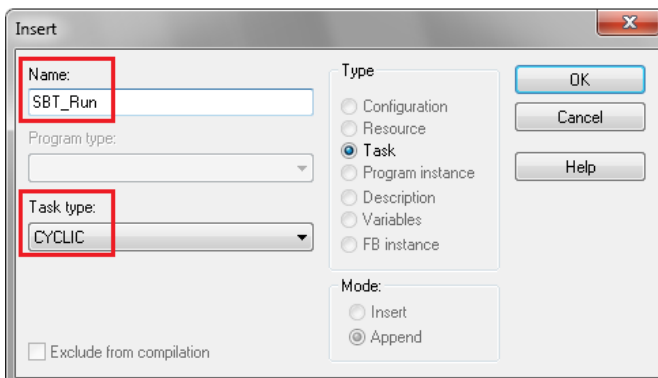 Insert
Name:
SBT_Run
Program type:
Task type:
CYCLIC
Exclude from compilation
Type
Configuration
Resource
Task
Program instance
Description
Variables
FB instance
Mode:
Insert
Append
OK
Cancel
Help